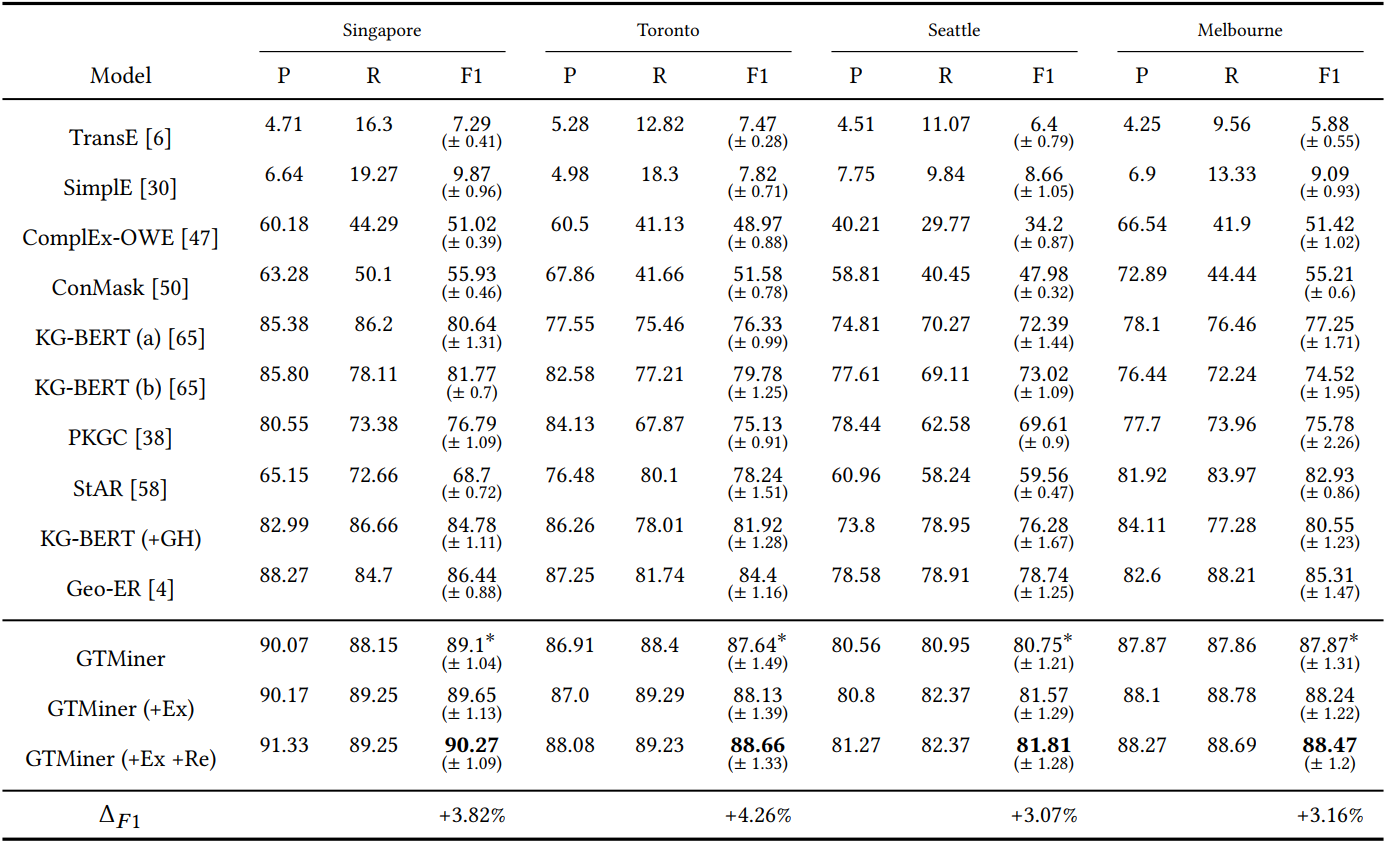 Singapore Toronto Seattle Melbourne
Model P R F1 P R F1 P R F1 P R F1
TransE [6] 4.71 16.3 7.29 (± 0.41) 5.28 12.82 7.47 (± 0.28) 4.51 11.07 6.4 (± 0.79) 4.25 9.56 5.88 (± 0.55)
SimplE [30] 6.64 19.27 9.87 (± 0.96) 4.98 18.3 7.82 (± 0.71) 7.75 9.84 8.66 (± 1.05) 6.9 13.33 9.09 (± 0.93)
ComplEx-OWE [47] 60.18 44.29 51.02 (± 0.39) 60.5 41.13 48.97 (± 0.88) 40.21 29.77 34.2 (± 0.87) 66.54 41.9 51.42 (± 1.02)
ConMask [50] 63.28 50.1 55.93 (± 0.46) 67.86 41.66 51.58 (± 0.78) 58.81 40.45 47.98 (± 0.32) 72.89 44.44 55.21 (± 0.6)
KG-BERT (a) [65] 85.38 86.2 80.64 (± 1.31) 77.55 75.46 76.33 (± 0.99) 74.81 70.27 72.39 (± 1.44) 78.1 76.46 77.25 (± 1.71)
KG-BERT (b) [65] 85.80 78.11 81.77 (± 0.7) 82.58 77.21 79.78 (± 1.25) 77.61 69.11 73.02 (± 1.09) 76.44 72.24 74.52 (± 1.95)
PKGC [38] 80.55 73.38 76.79 (± 1.09) 84.13 67.87 75.13 (± 0.91) 78.44 62.58 69.61 (± 0.9) 77.7 73.96 75.78 (± 2.26)
StAR [58] 65.15 72.66 68.7 (± 0.72) 76.48 80.1 78.24 (± 1.51) 60.96 58.24 59.56 (± 0.47) 81.92 83.97 82.93 (± 0.86)
KG-BERT (+GH) 82.99 86.66 84.78 (± 1.11) 86.26 78.01 81.92 (± 1.28) 73.8 78.95 76.28 (± 1.67) 84.11 77.28 80.55 (± 1.23)
Geo-ER [4] 88.27 84.7 86.44 (± 0.88) 87.25 81.74 84.4 (± 1.16) 78.58 78.91 78.74 (± 1.25) 82.6 88.21 85.31 (± 1.47)
GTMiner 90.07 88.15 89.1* (± 1.04) 86.91 88.4 87.64* (± 1.49) 80.56 80.95 80.75* (± 1.21) 87.87 87.86 87.87* (± 1.31)
GTMiner (+Ex) 90.17 89.25 89.65 (± 1.13) 87.0 89.29 88.13 (± 1.39) 80.8 82.37 81.57 (± 1.29) 88.1 88.78 88.24 (± 1.22)
GTMiner (+Ex +Re) 91.33 89.25 90.27 (± 1.09) 88.08 89.23 88.66 (± 1.33) 81.27 82.37 81.81 (± 1.28) 88.27 88.69 88.47 (± 1.2)
ΔF1 +3.82% +4.26% +3.07% +3.16%